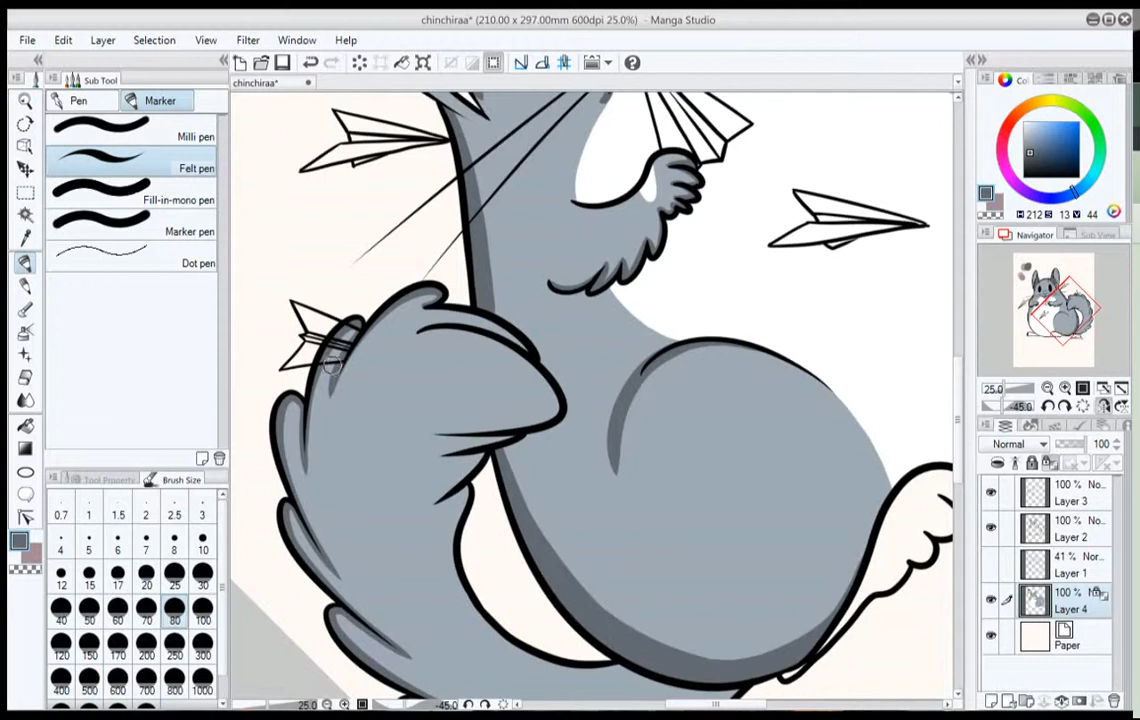 chinchiraa* (210.00 x 297.00mm 600dpi 25.0%) - Manga Studio
File Edit Layer Selection View Filter Window Help
Sub Tool
Pen Marker
Milli pen
Felt pen
Fill-in-mono pen
Marker pen
Dot pen
Tool Property Brush Size
0.7 1 1.5 2 2.5 3
4 5 6 7 8 10
12 15 17 20 25 30
40 50 60 70 80 100
120 150 170 200 250 300
400 500 600 700 800 1000
chinchiraa*
25.0 -45.0
H 212 S 13 V 44
Navigator Sub View
25.0
-45.0
Normal 100
100 % No...
Layer 3
100 % No...
Layer 2
41 % Nor...
Layer 1
100 %
Layer 4
Paper